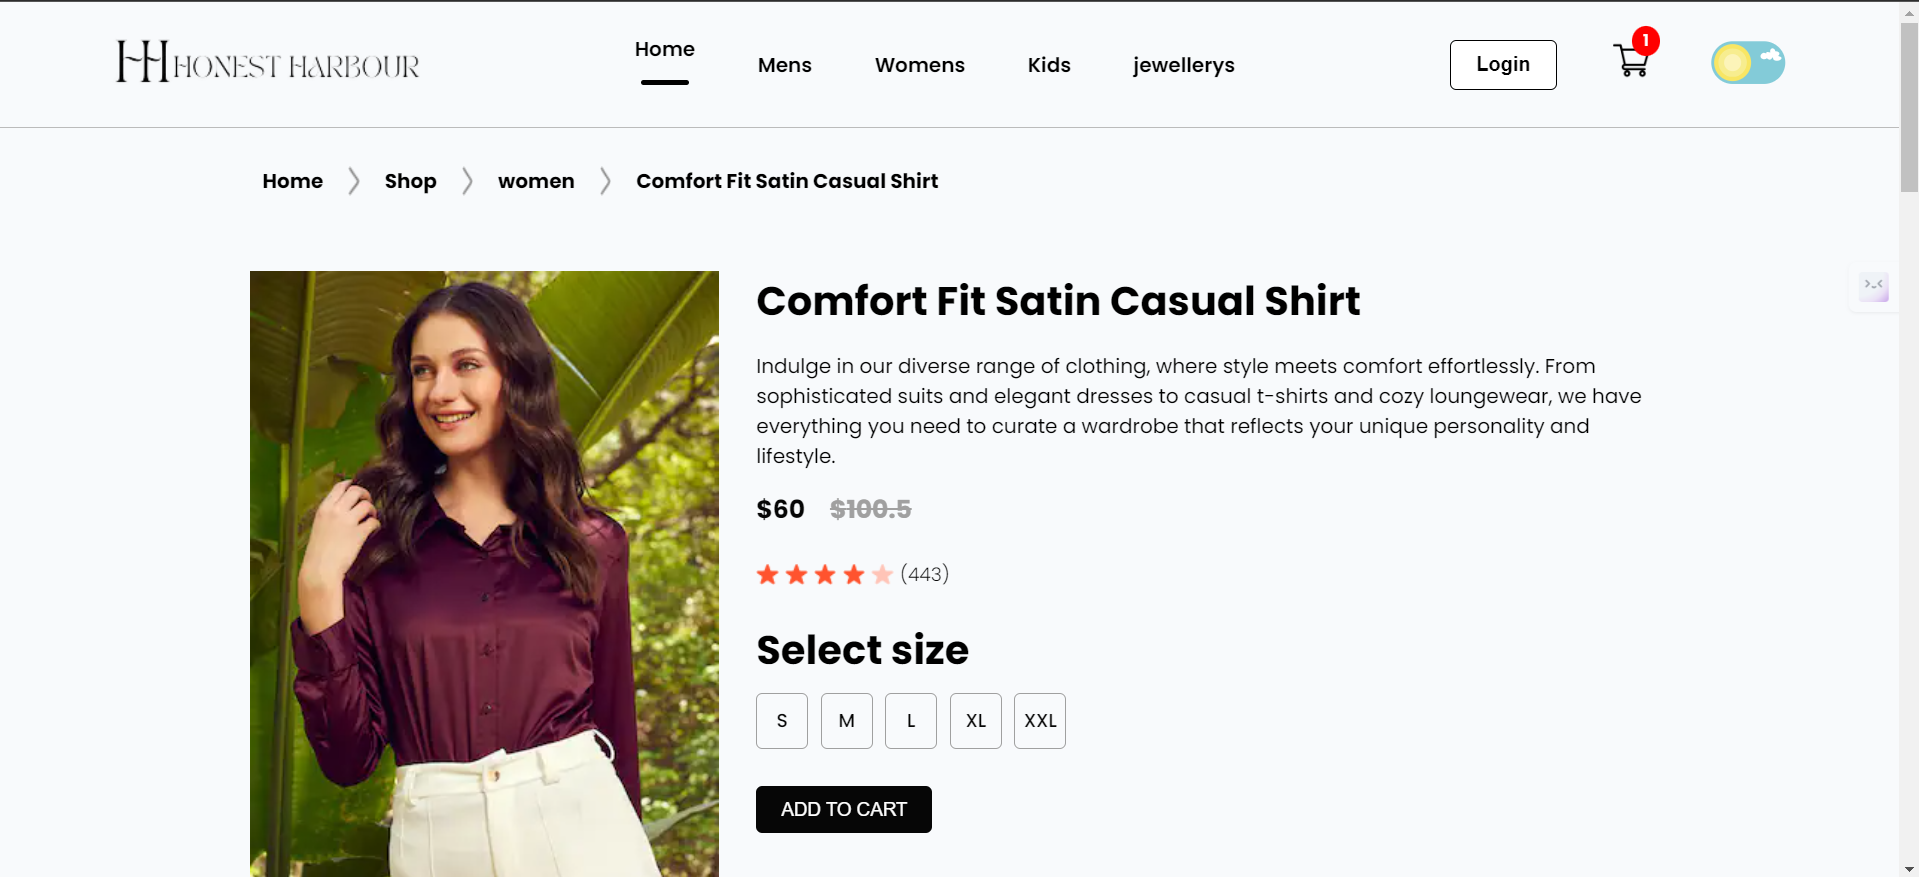 HH HONEST HARBOUR
Home
Mens
Womens
Kids
jewellerys
Login
1
Home
Shop
women
Comfort Fit Satin Casual Shirt
Comfort Fit Satin Casual Shirt
Indulge in our diverse range of clothing, where style meets comfort effortlessly. From
sophisticated suits and elegant dresses to casual t-shirts and cozy loungewear, we have
everything you need to curate a wardrobe that reflects your unique personality and
lifestyle.
$60 $100.5
(443)
Select size
S
M
L
XL
XXL
ADD TO CART